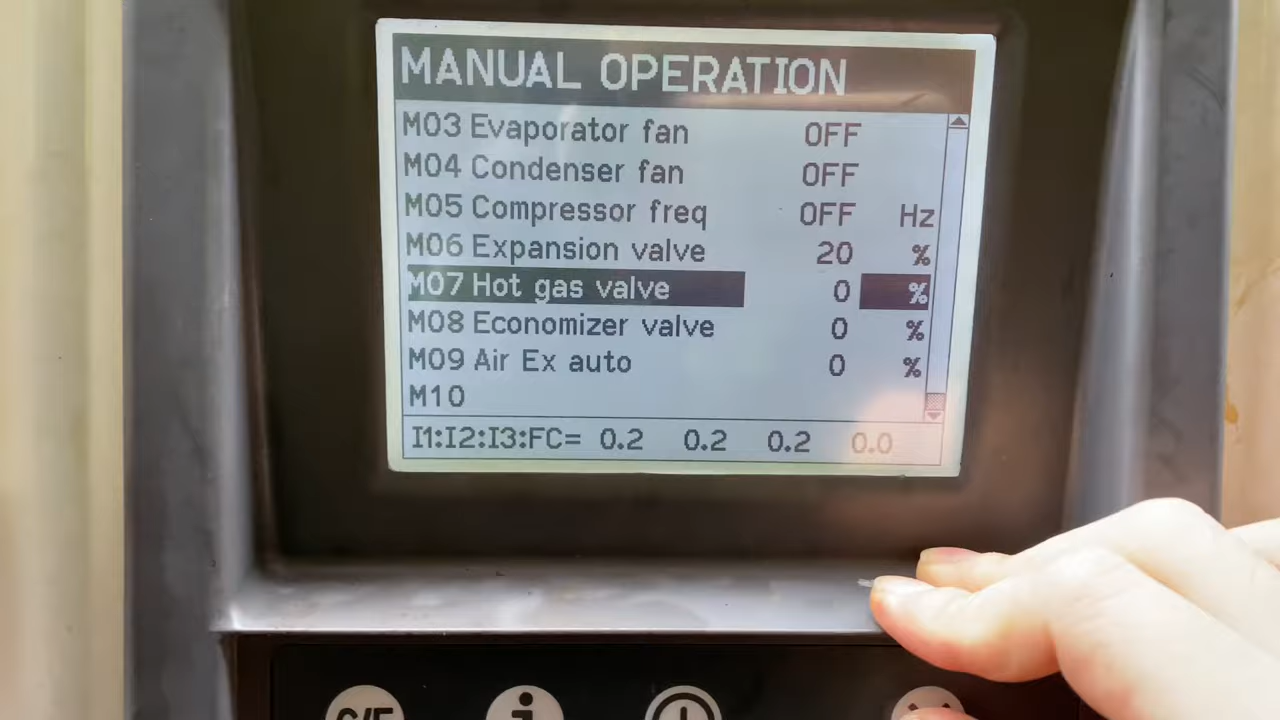 MANUAL OPERATION
M03 Evaporator fan OFF
M04 Condenser fan OFF
M05 Compressor freq OFF Hz
M06 Expansion valve 20 %
M07 Hot gas valve 0 %
M08 Economizer valve 0 %
M09 Air Ex auto 0 %
M10
I1:I2:I3:FC= 0.2 0.2 0.2 0.0
C/F i